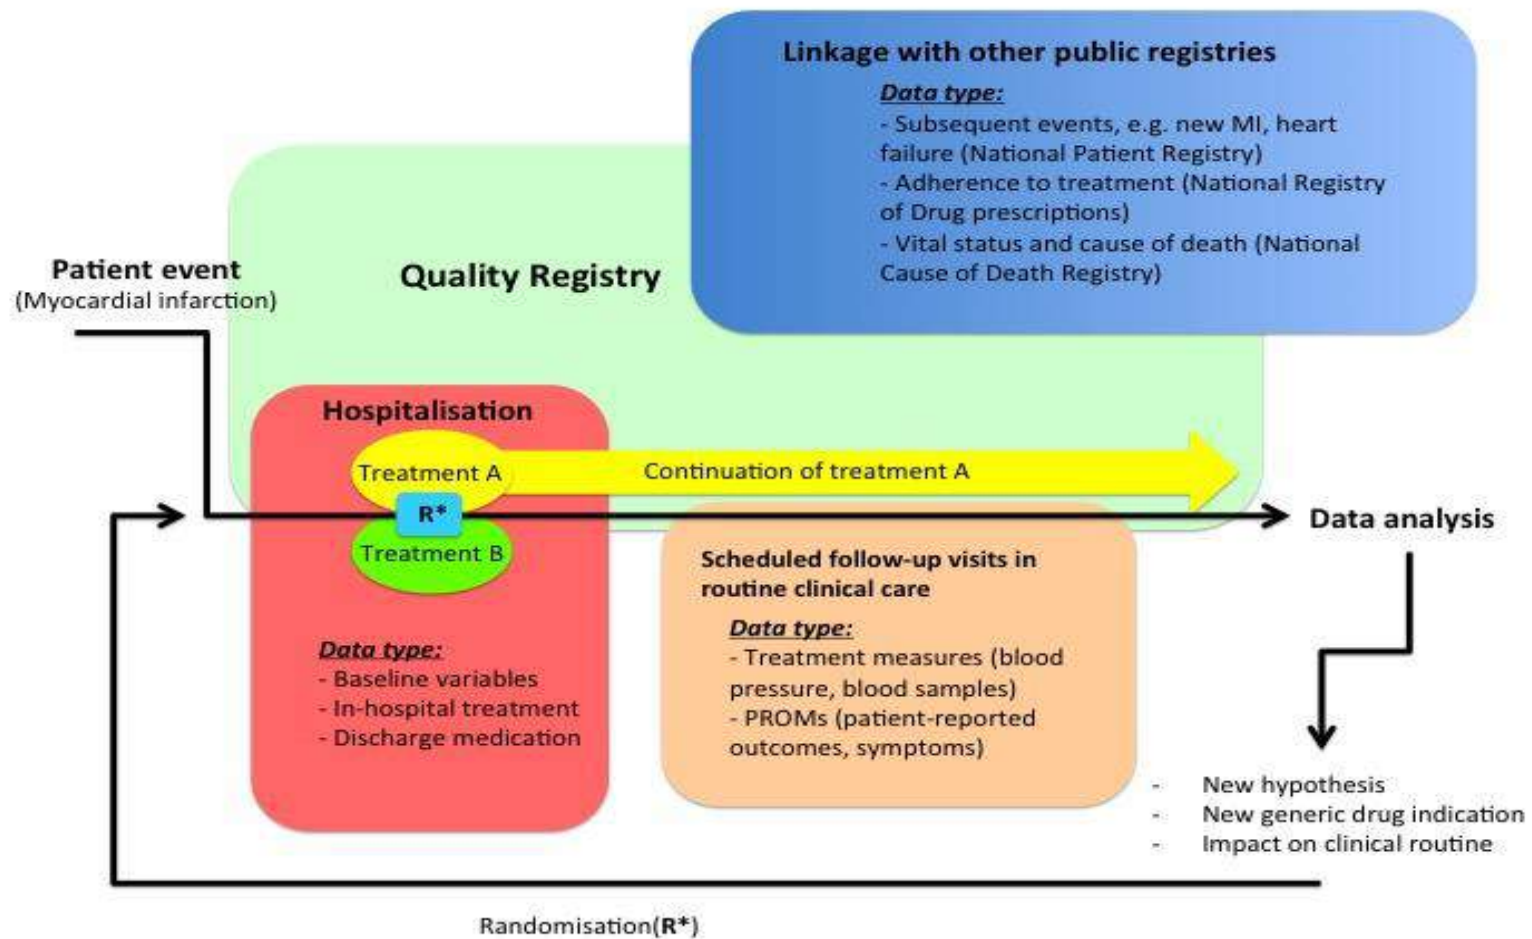 Linkage with other public registries
Data type:
- Subsequent events, e.g. new MI, heart
failure (National Patient Registry)
- Adherence to treatment (National Registry
of Drug prescriptions)
- Vital status and cause of death (National
Cause of Death Registry)
Patient event
(Myocardial infarction)
Quality Registry
Hospitalisation
Treatment A
Continuation of treatment A
R*
Treatment B
Data type:
- Baseline variables
- In-hospital treatment
- Discharge medication
Scheduled follow-up visits in
routine clinical care
Data type:
- Treatment measures (blood
pressure, blood samples)
- PROMs (patient-reported
outcomes, symptoms)
Data analysis
- New hypothesis
- New generic drug indication
- Impact on clinical routine
Randomisation(R*)